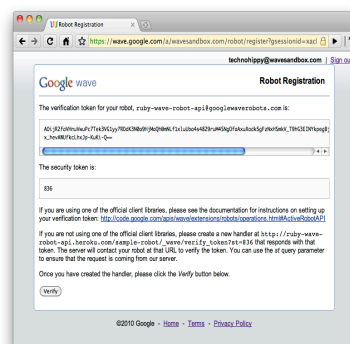 Robot Registration
https://wave.google.com/a/wavesandbox.com/robot/register?gsessionid=xacl
technohippy@wavesandbox.com | Sign ou
Google wave
Robot Registration
The verification token for your robot, ruby-wave-robot-api@googlewaverobots.com is:
The security token is:
836
If you are using one of the official client libraries, please see the documentation for instructions on setting up
your verification token: http://code.google.com/apis/wave/extensions/robots/operations.html#ActiveRobotAPI
If you are not using one of the official client libraries, please create a new handler at http://ruby-wave-
robot-api.heroku.com/sample-robot/_wave/verify_token?st=836 that responds with that
token. The server will contact your robot at that URL to verify the token. You can use the st query parameter
to ensure that the request is coming from our server.
Once you have created the handler, please click the Verify button below.
Verify
©2010 Google - Home - Terms - Privacy Policy